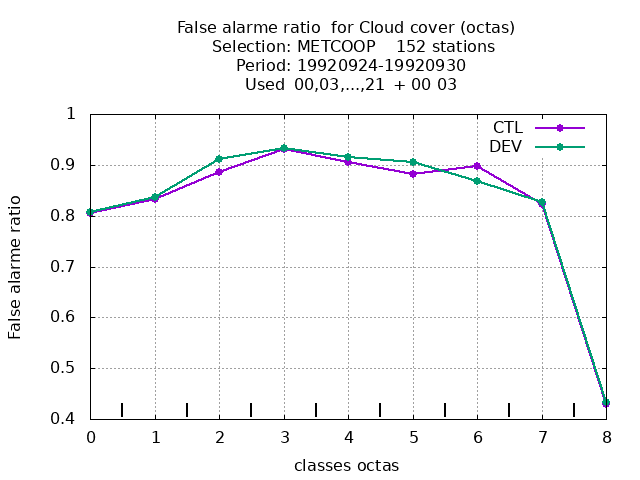 False alarme ratio  for Cloud cover (octas)
Selection: METCOOP    152 stations
Period: 19920924-19920930
Used  00,03,...,21  + 00 03
CTL
DEV
False alarme ratio
1
0.9
0.8
0.7
0.6
0.5
0.4
0 1 2 3 4 5 6 7 8
classes octas